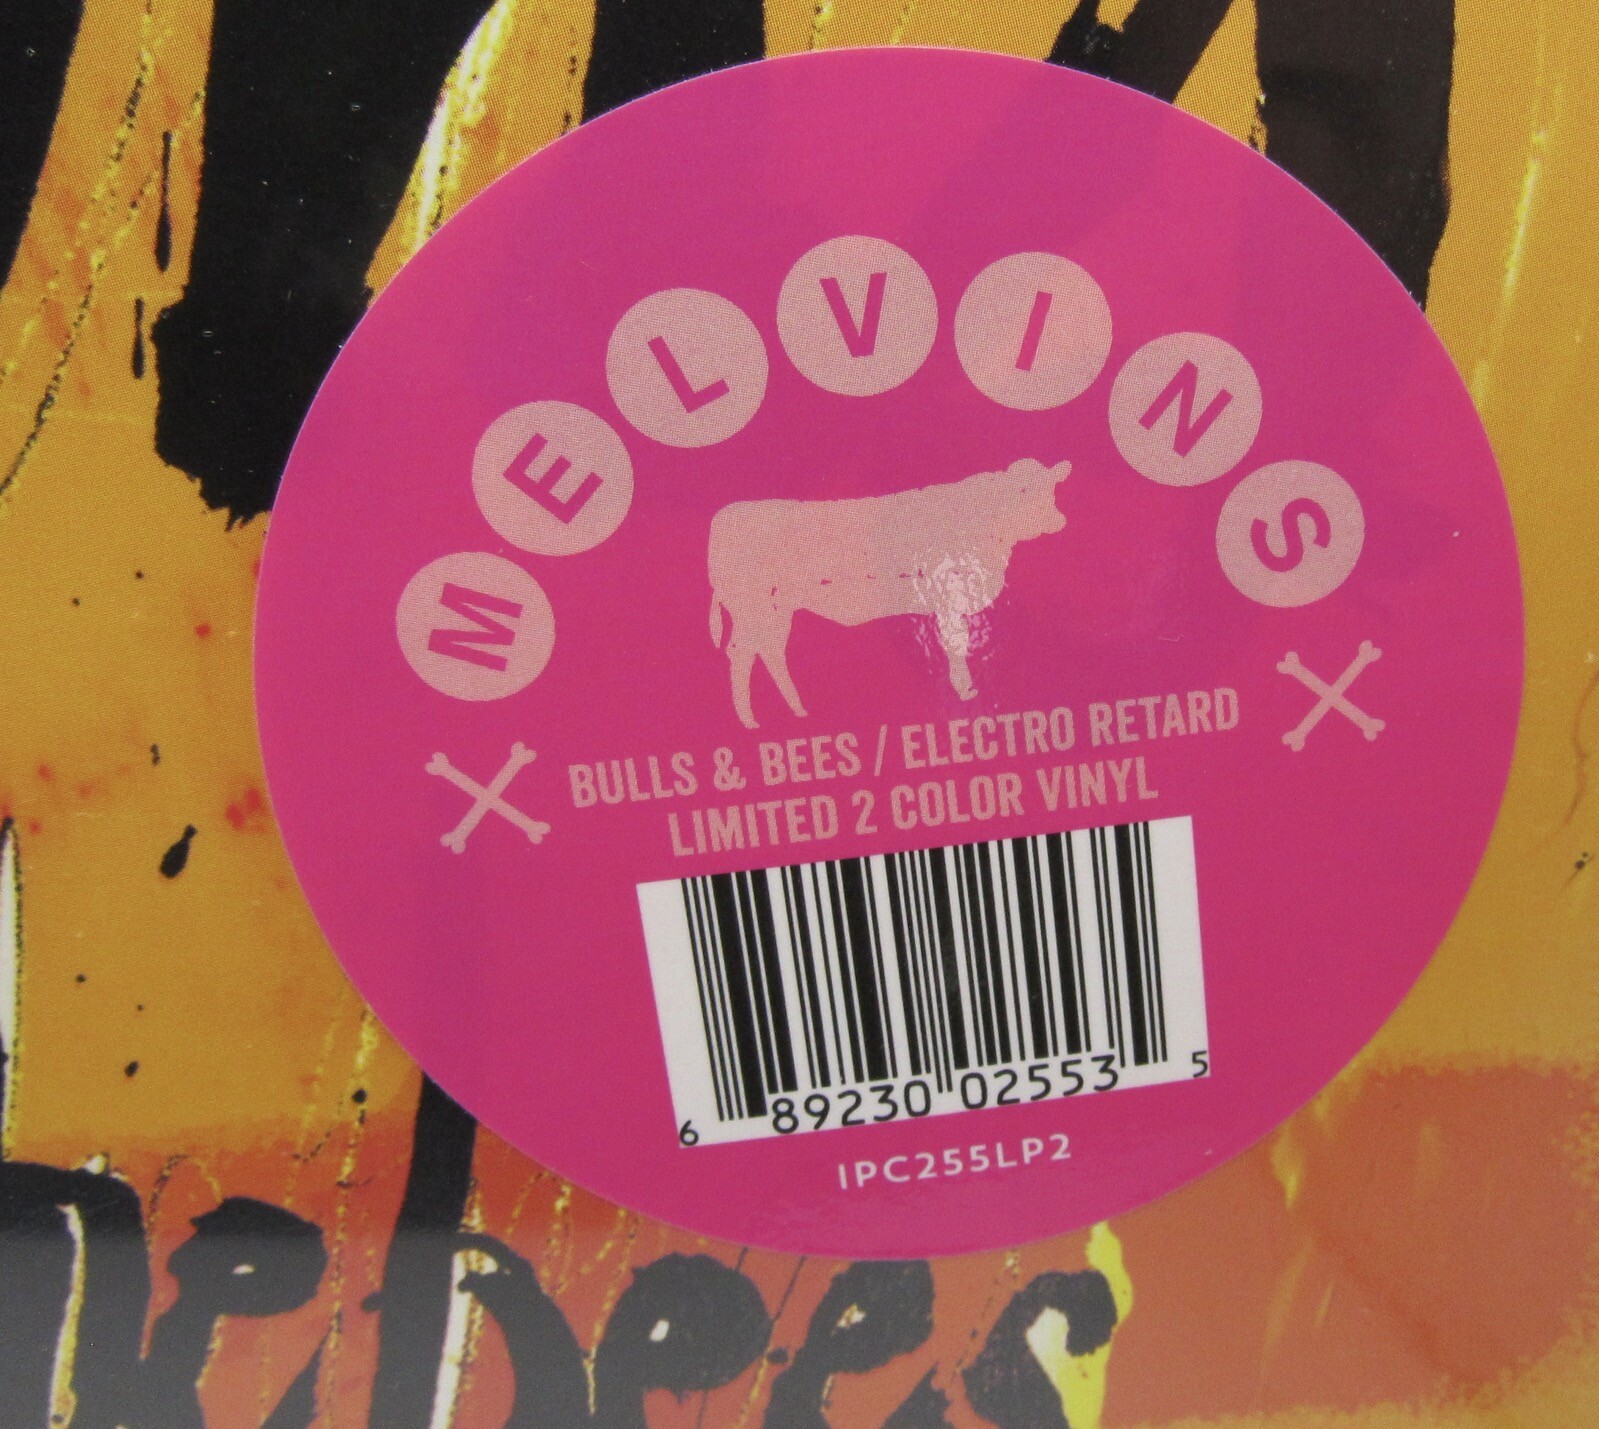 MELVINS
BULLS & BEES / ELECTRO RETARD
LIMITED 2 COLOR VINYL
6 89230 02553 5
IPC255LP2